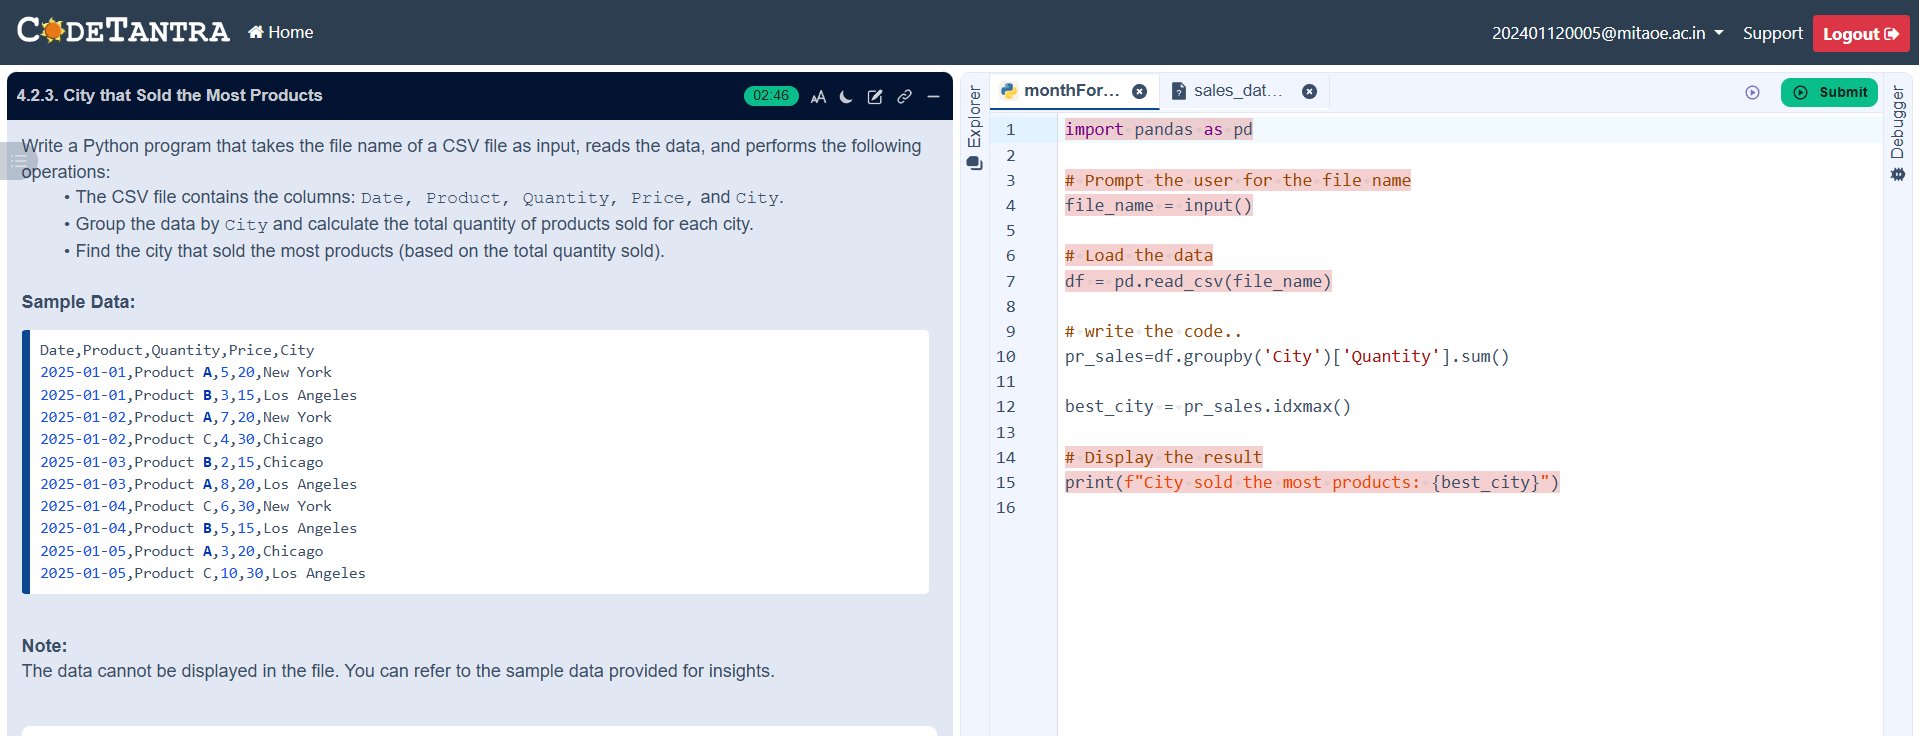 CODETANTRA Home
202401120005@mitaoe.ac.in Support Logout
4.2.3. City that Sold the Most Products
02:46 AA
Write a Python program that takes the file name of a CSV file as input, reads the data, and performs the following
operations:
• The CSV file contains the columns: Date, Product, Quantity, Price, and City.
• Group the data by City and calculate the total quantity of products sold for each city.
• Find the city that sold the most products (based on the total quantity sold).
Sample Data:
Date,Product,Quantity,Price,City
2025-01-01,Product A,5,20,New York
2025-01-01,Product B,3,15,Los Angeles
2025-01-02,Product A,7,20,New York
2025-01-02,Product C,4,30,Chicago
2025-01-03,Product B,2,15,Chicago
2025-01-03,Product A,8,20,Los Angeles
2025-01-04,Product C,6,30,New York
2025-01-04,Product B,5,15,Los Angeles
2025-01-05,Product A,3,20,Chicago
2025-01-05,Product C,10,30,Los Angeles
Note:
The data cannot be displayed in the file. You can refer to the sample data provided for insights.
Explorer
monthFor... sales_dat...
Submit
Debugger
1 import pandas as pd
2
3 # Prompt the user for the file name
4 file_name = input()
5
6 # Load the data
7 df = pd.read_csv(file_name)
8
9 # write the code..
10 pr_sales=df.groupby('City')['Quantity'].sum()
11
12 best_city = pr_sales.idxmax()
13
14 # Display the result
15 print(f"City sold the most products: {best_city}")
16